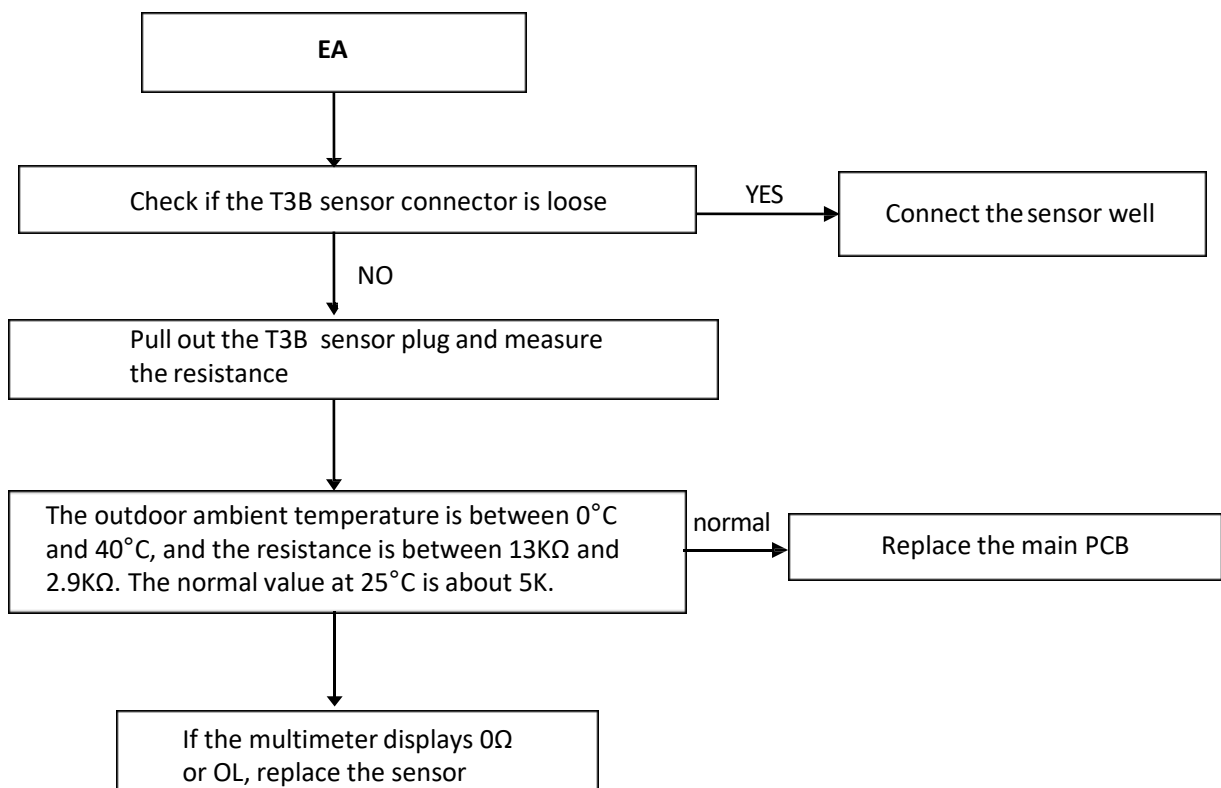 EA
Check if the T3B sensor connector is loose
YES
Connect the sensor well
NO
Pull out the T3B sensor plug and measure
the resistance
The outdoor ambient temperature is between 0°C
and 40°C, and the resistance is between 13KΩ and
2.9KΩ. The normal value at 25°C is about 5K.
normal
Replace the main PCB
If the multimeter displays 0Ω
or OL, replace the sensor